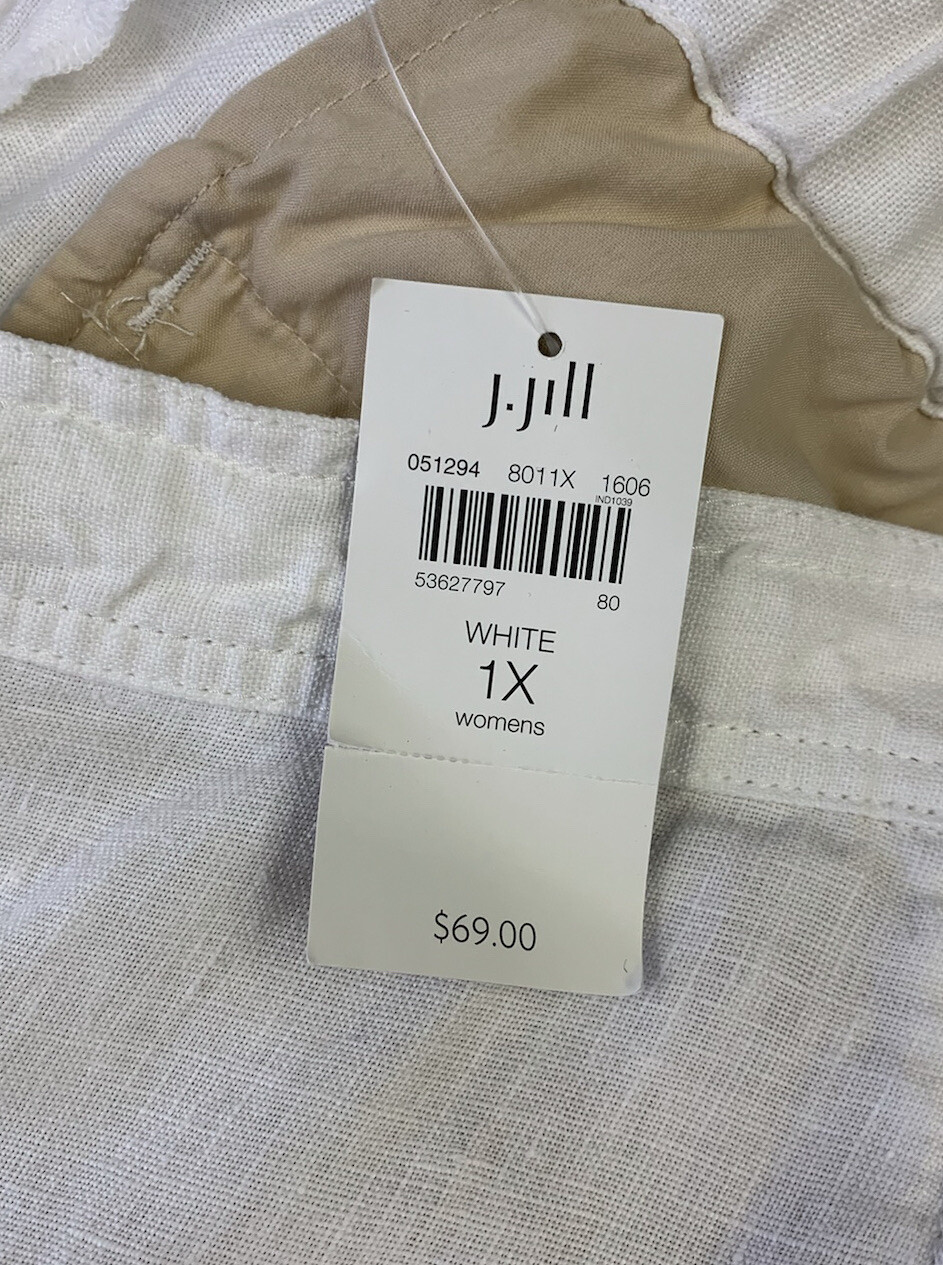 J.Jill
051294 8011X 1606
IND1039
53627797 80
WHITE
1X
womens
$69.00